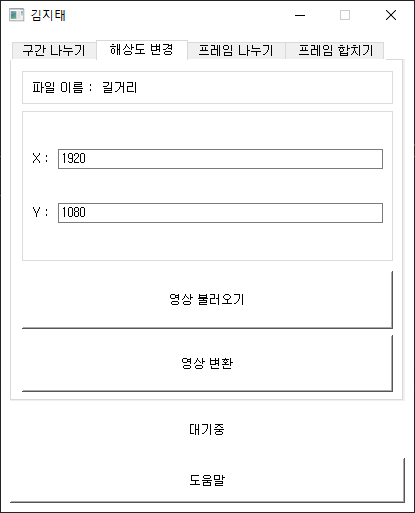 김지태
구간 나누기 해상도 변경 프레임 나누기 프레임 합치기
파일 이름 : 길거리
X : 1920
Y : 1080
영상 불러오기
영상 변환
대기중
도움말